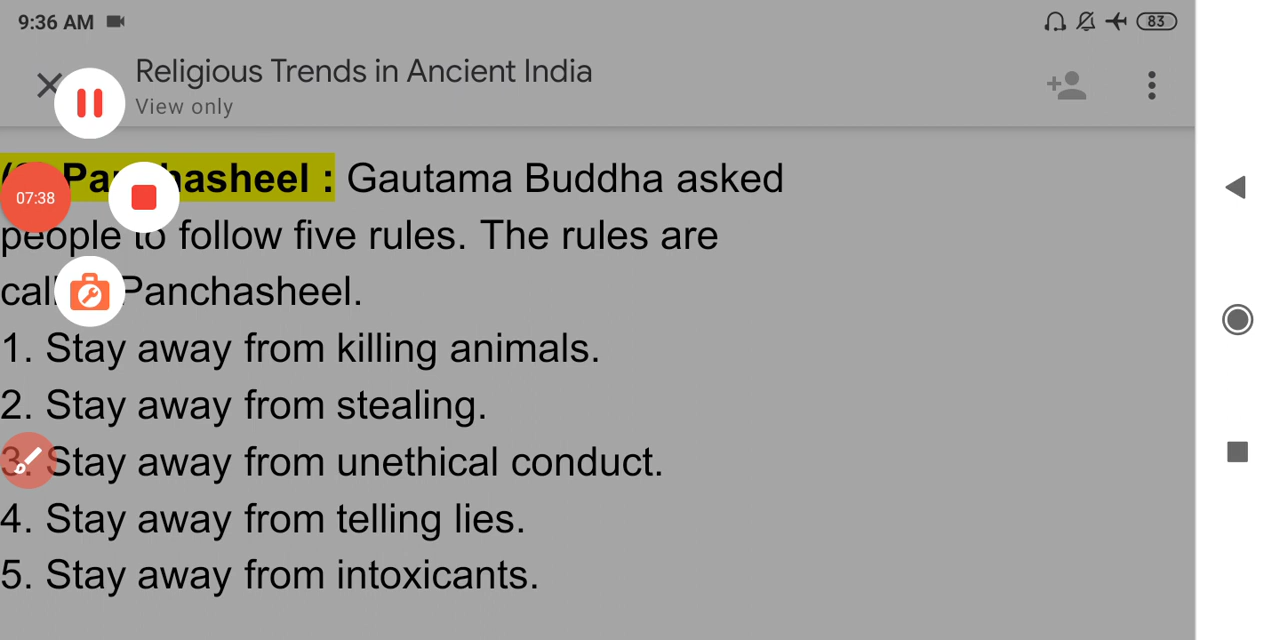 9:36 AM
83
Religious Trends in Ancient India
View only
Panchasheel : Gautama Buddha asked
07:38
people to follow five rules. The rules are
Panchasheel.
1. Stay away from killing animals.
2. Stay away from stealing.
3. Stay away from unethical conduct.
4. Stay away from telling lies.
5. Stay away from intoxicants.